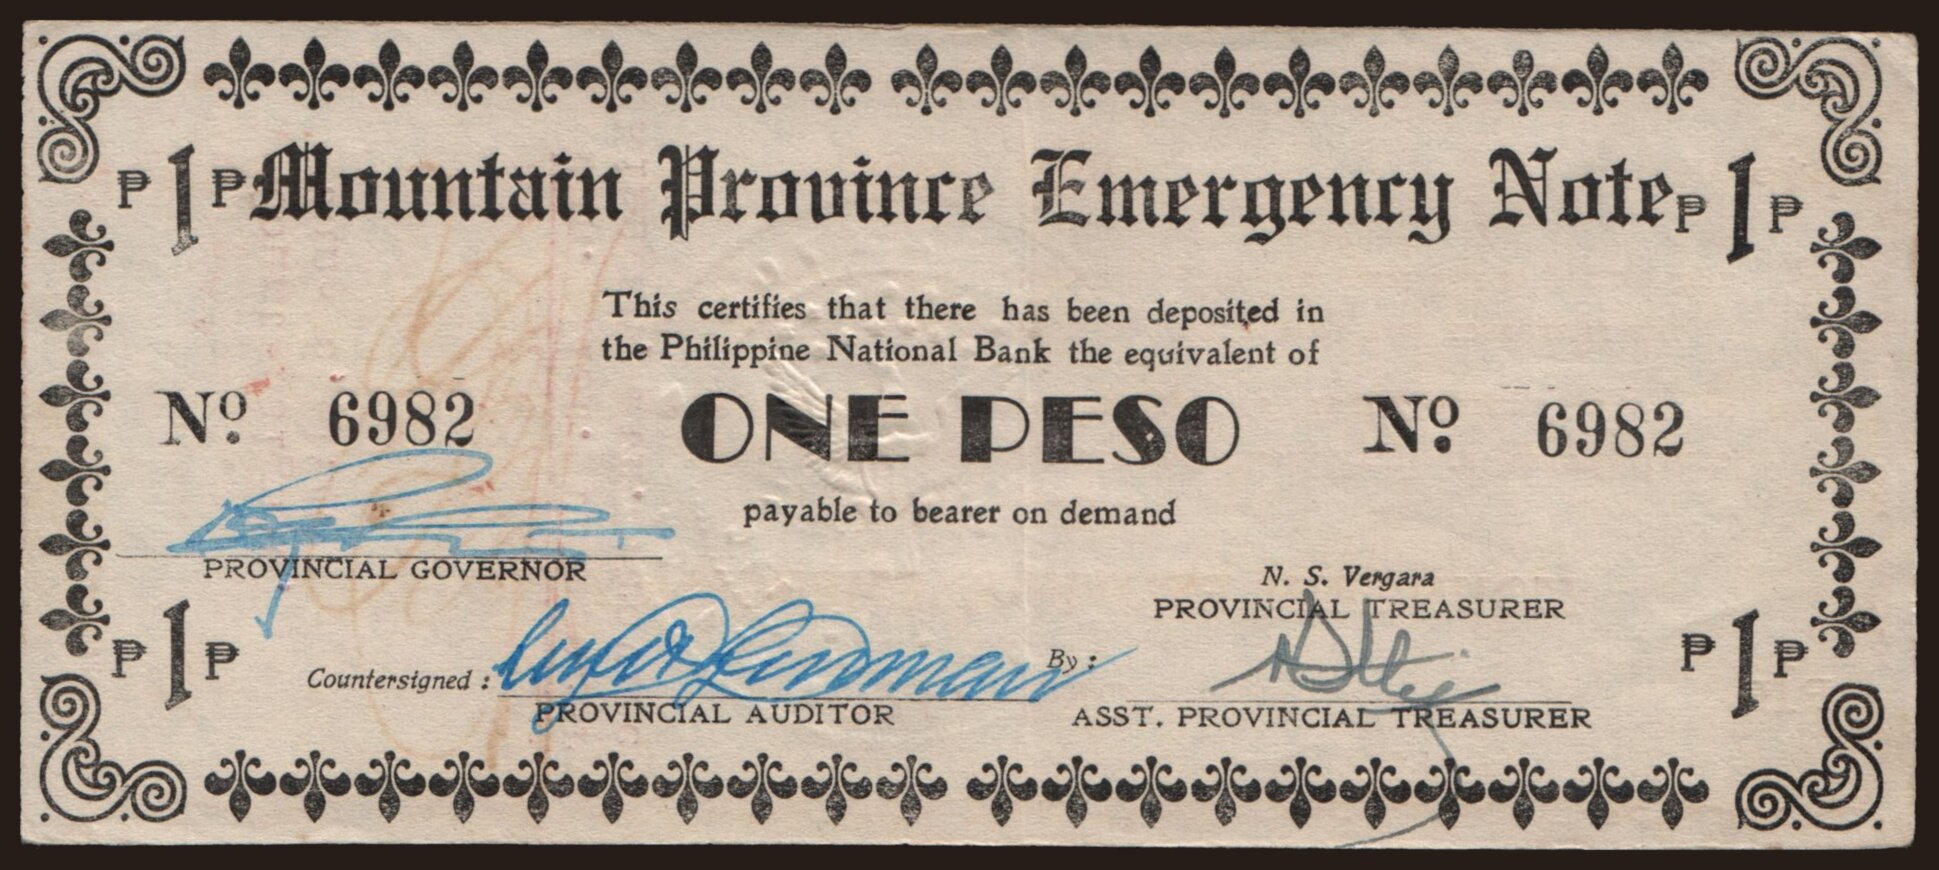 ₱ 1 ₱ Mountain Province Emergency Note ₱ 1 ₱
This certifies that there has been deposited in
the Philippine National Bank the equivalent of
Nº 6982 ONE PESO Nº 6982
payable to bearer on demand
PROVINCIAL GOVERNOR
N. S. Vergara
PROVINCIAL TREASURER
₱ 1 ₱ ₱ 1 ₱
Countersigned : By :
PROVINCIAL AUDITOR ASST. PROVINCIAL TREASURER